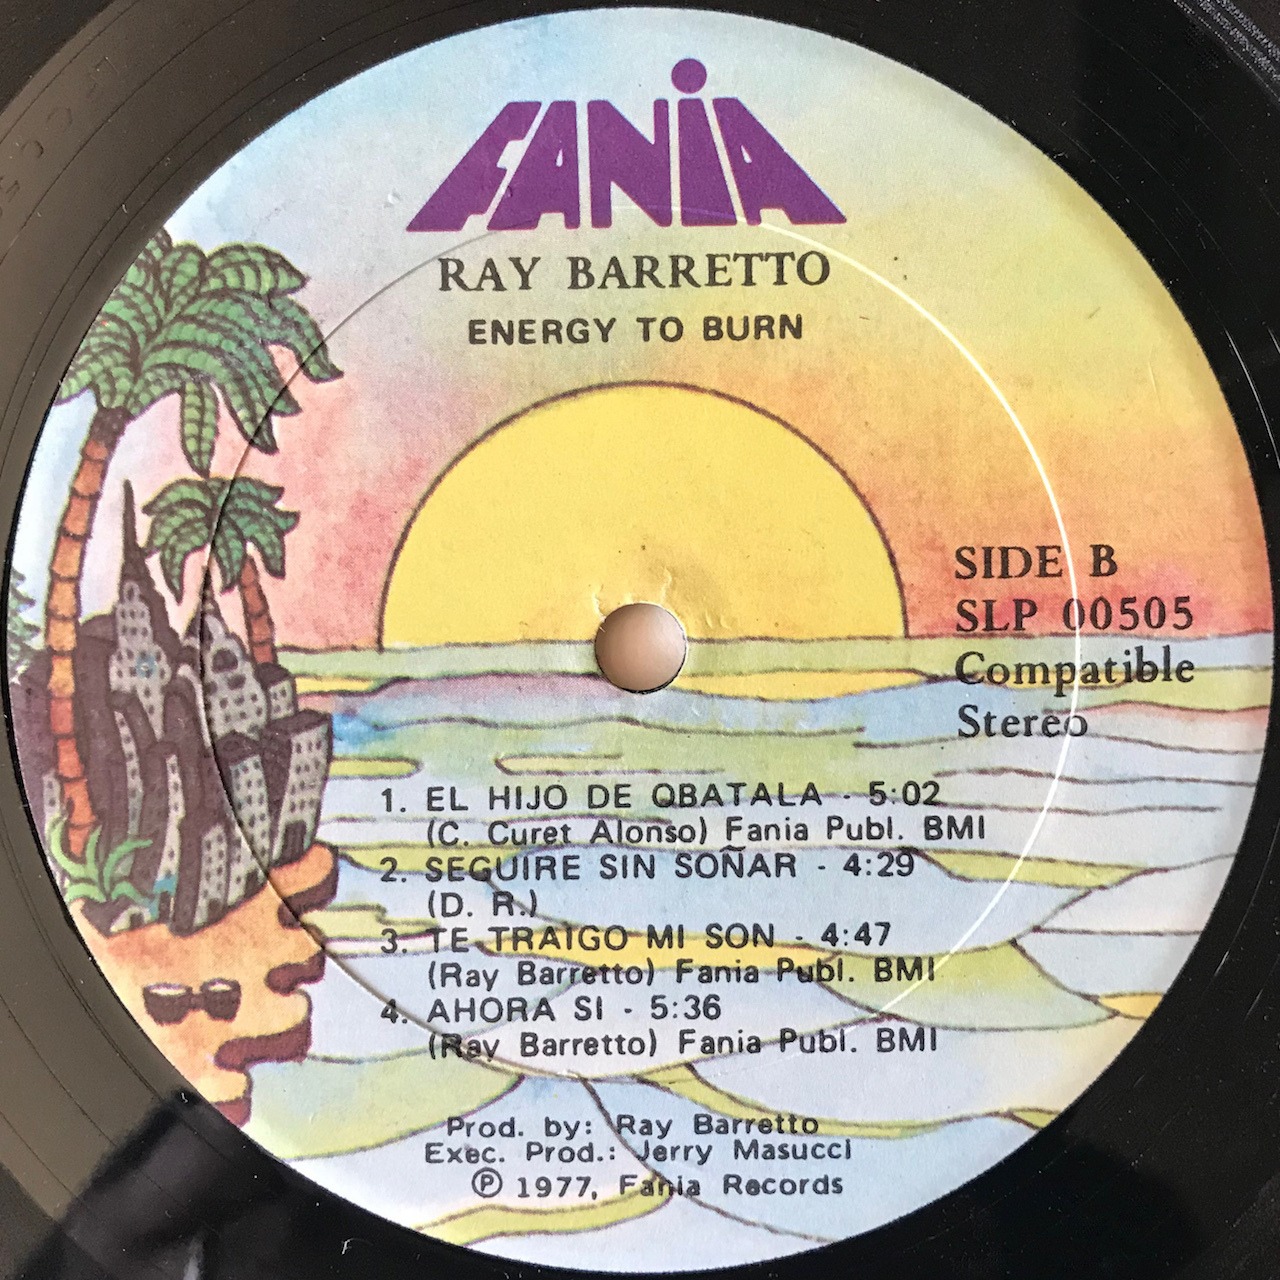 FANIA
RAY BARRETTO
ENERGY TO BURN
SIDE B
SLP 00505
Compatible
Stereo
1. EL HIJO DE QBATALA - 5:02
(C. Curet Alonso) Fania Publ. BMI
2. SEGUIRE SIN SOÑAR - 4:29
(D. R.)
3. TE TRAIGO MI SON - 4:47
(Ray Barretto) Fania Publ. BMI
4. AHORA SI - 5:36
(Ray Barretto) Fania Publ. BMI
Prod. by: Ray Barretto
Exec. Prod.: Jerry Masucci
℗ 1977, Fania Records